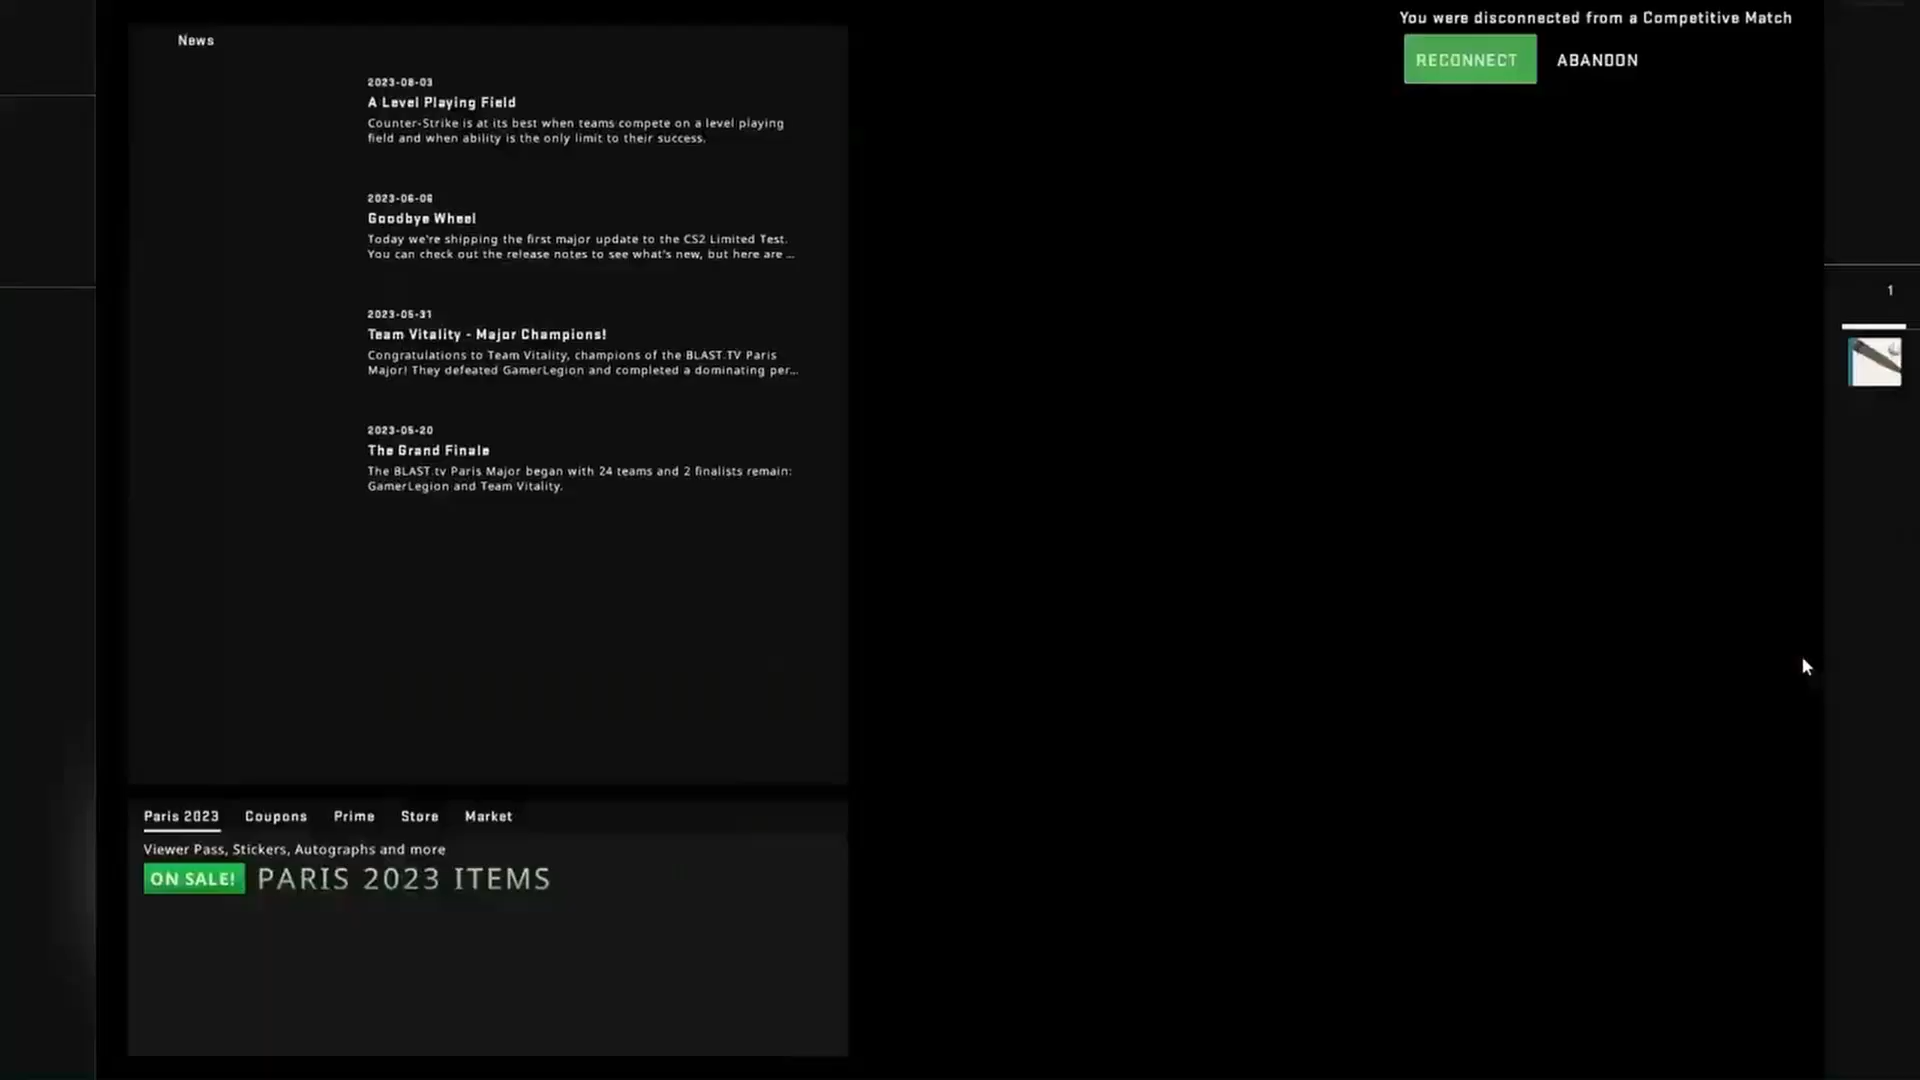 News
You were disconnected from a Competitive Match
RECONNECT ABANDON
2023-08-03
A Level Playing Field
Counter-Strike is at its best when teams compete on a level playing
field and when ability is the only limit to their success.
2023-06-06
Goodbye Wheel
Today we're shipping the first major update to the CS2 Limited Test.
You can check out the release notes to see what's new, but here are ...
2023-05-31
Team Vitality - Major Champions!
Congratulations to Team Vitality, champions of the BLAST.TV Paris
Major! They defeated GamerLegion and completed a dominating per...
2023-05-20
The Grand Finale
The BLAST.tv Paris Major began with 24 teams and 2 finalists remain:
GamerLegion and Team Vitality.
1
Paris 2023 Coupons Prime Store Market
Viewer Pass, Stickers, Autographs and more
ON SALE! PARIS 2023 ITEMS